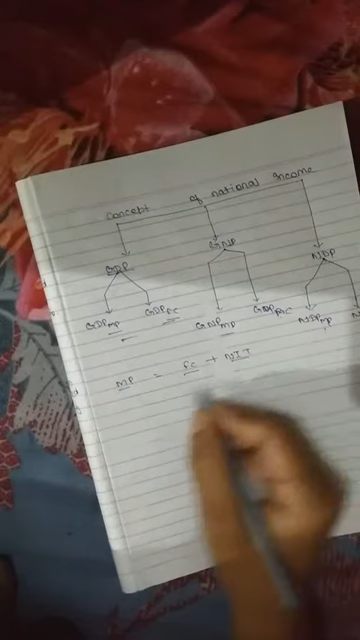 Concept of national Income
GDP GNP NDP
GDPMP GDPFC GNPMP GNPFC NDPMP
MP = FC + NIT